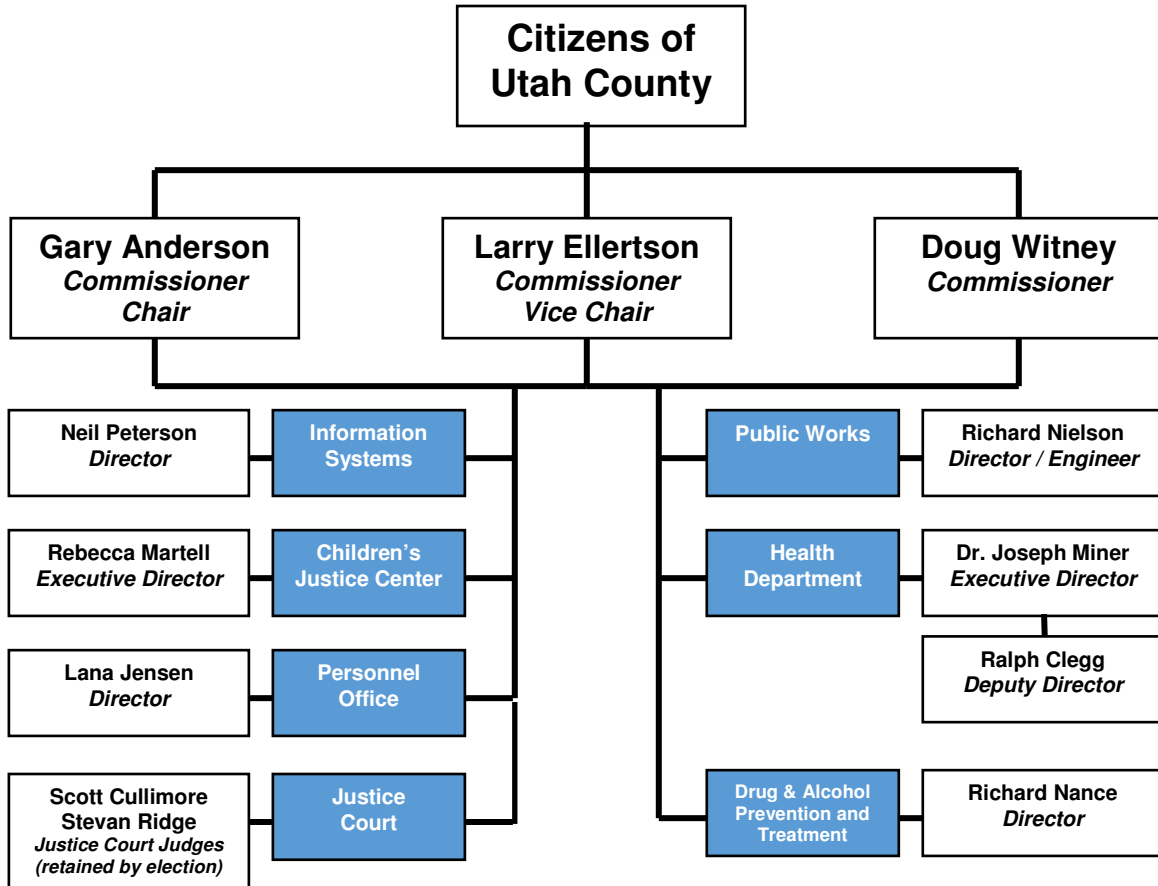 Citizens of
Utah County
Gary Anderson
Commissioner
Chair
Larry Ellertson
Commissioner
Vice Chair
Doug Witney
Commissioner
Neil Peterson
Director
Information
Systems
Public Works
Richard Nielson
Director / Engineer
Rebecca Martell
Executive Director
Children’s
Justice Center
Health
Department
Dr. Joseph Miner
Executive Director
Lana Jensen
Director
Personnel
Office
Ralph Clegg
Deputy Director
Scott Cullimore
Stevan Ridge
Justice Court Judges
(retained by election)
Justice
Court
Drug & Alcohol
Prevention and
Treatment
Richard Nance
Director